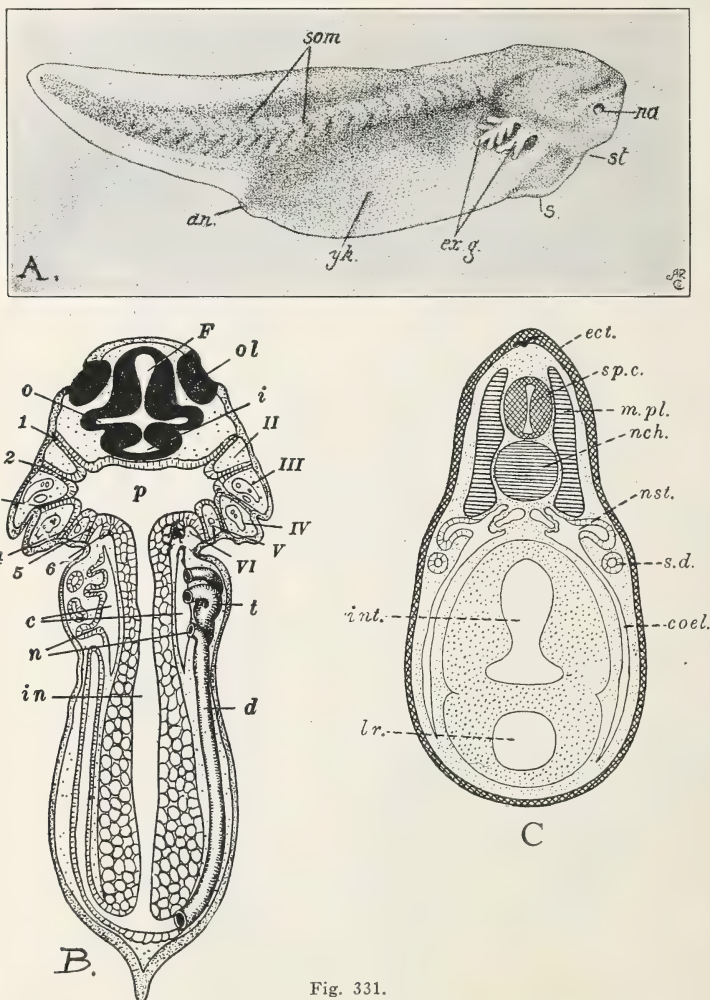 som
na
st
s.
ex.g.
yk.
an.
A.
F
ol
o
i
1
II
2
III
p
IV
V
5
VI
6
t
c
n
in
d
B.
ect.
sp.c.
m.pl.
nch.
nst.
s.d.
int.
coel.
lr.
C
Fig. 331.